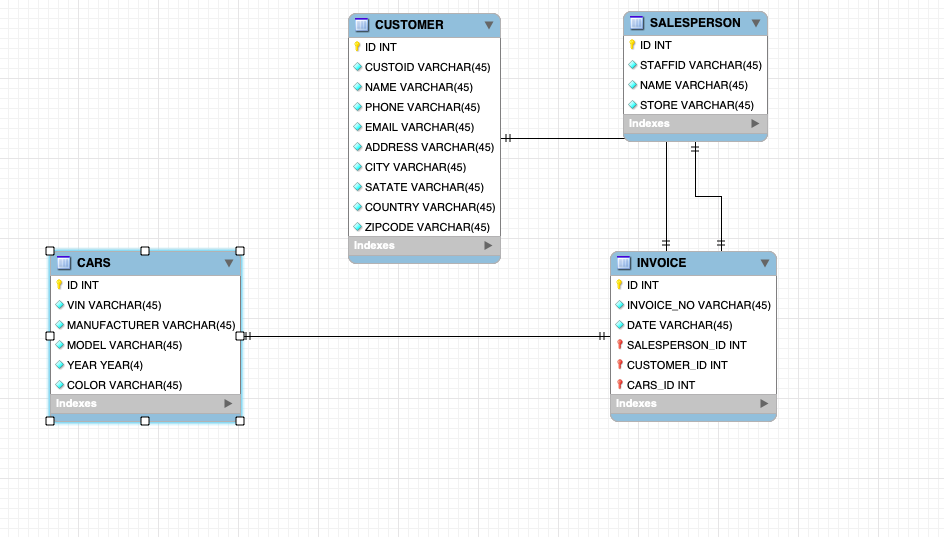 CUSTOMER
ID INT
CUSTOID VARCHAR(45)
NAME VARCHAR(45)
PHONE VARCHAR(45)
EMAIL VARCHAR(45)
ADDRESS VARCHAR(45)
CITY VARCHAR(45)
SATATE VARCHAR(45)
COUNTRY VARCHAR(45)
ZIPCODE VARCHAR(45)
Indexes
SALESPERSON
ID INT
STAFFID VARCHAR(45)
NAME VARCHAR(45)
STORE VARCHAR(45)
Indexes
CARS
ID INT
VIN VARCHAR(45)
MANUFACTURER VARCHAR(45)
MODEL VARCHAR(45)
YEAR YEAR(4)
COLOR VARCHAR(45)
Indexes
INVOICE
ID INT
INVOICE_NO VARCHAR(45)
DATE VARCHAR(45)
SALESPERSON_ID INT
CUSTOMER_ID INT
CARS_ID INT
Indexes